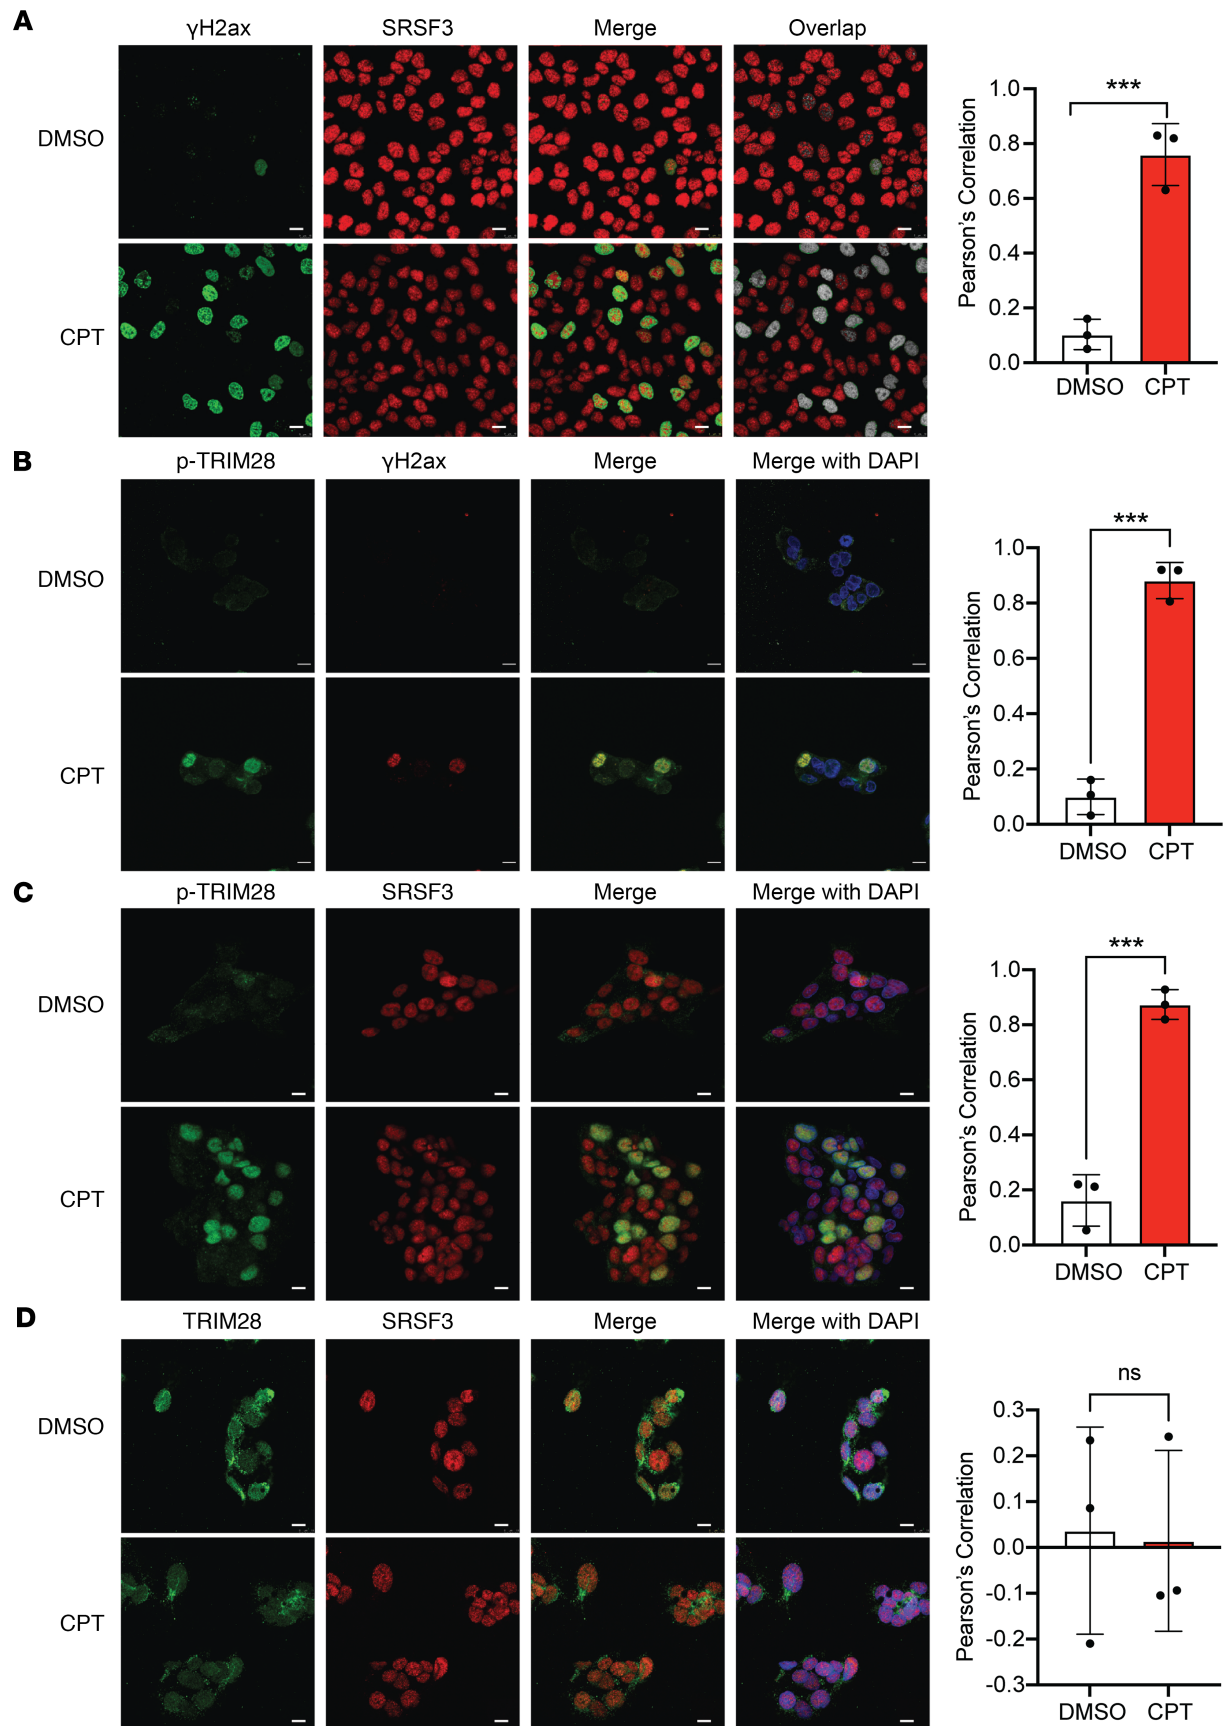 A
γH2ax SRSF3 Merge Overlap
DMSO
CPT
Pearson's Correlation
1.0
0.8
0.6
0.4
0.2
0.0
***
DMSO CPT
B
p-TRIM28 γH2ax Merge Merge with DAPI
DMSO
CPT
Pearson's Correlation
1.0
0.8
0.6
0.4
0.2
0.0
***
DMSO CPT
C
p-TRIM28 SRSF3 Merge Merge with DAPI
DMSO
CPT
Pearson's Correlation
1.0
0.8
0.6
0.4
0.2
0.0
***
DMSO CPT
D
TRIM28 SRSF3 Merge Merge with DAPI
DMSO
CPT
Pearson's Correlation
0.3
0.2
0.1
0.0
-0.1
-0.2
-0.3
ns
DMSO CPT